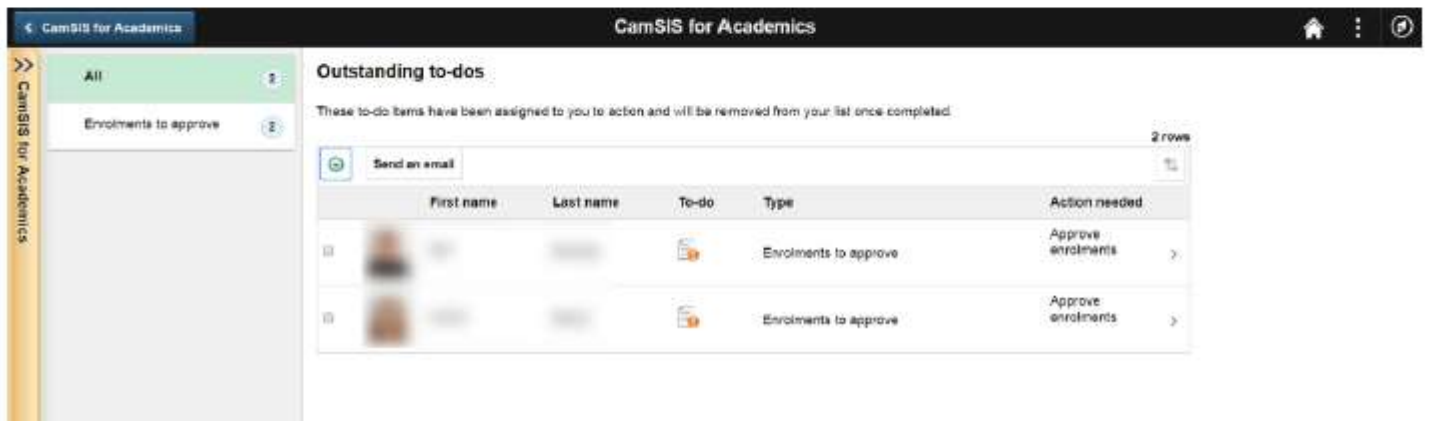 CamSIS for Academics
CamSIS for Academics
CamSIS for Academics
All 2
Enrolments to approve 2
Outstanding to-dos
These to-do items have been assigned to you to action and will be removed from your list once completed.
2 rows
Send an email
First name Last name To-do Type Action needed
Enrolments to approve
Approve
enrolments
Enrolments to approve
Approve
enrolments